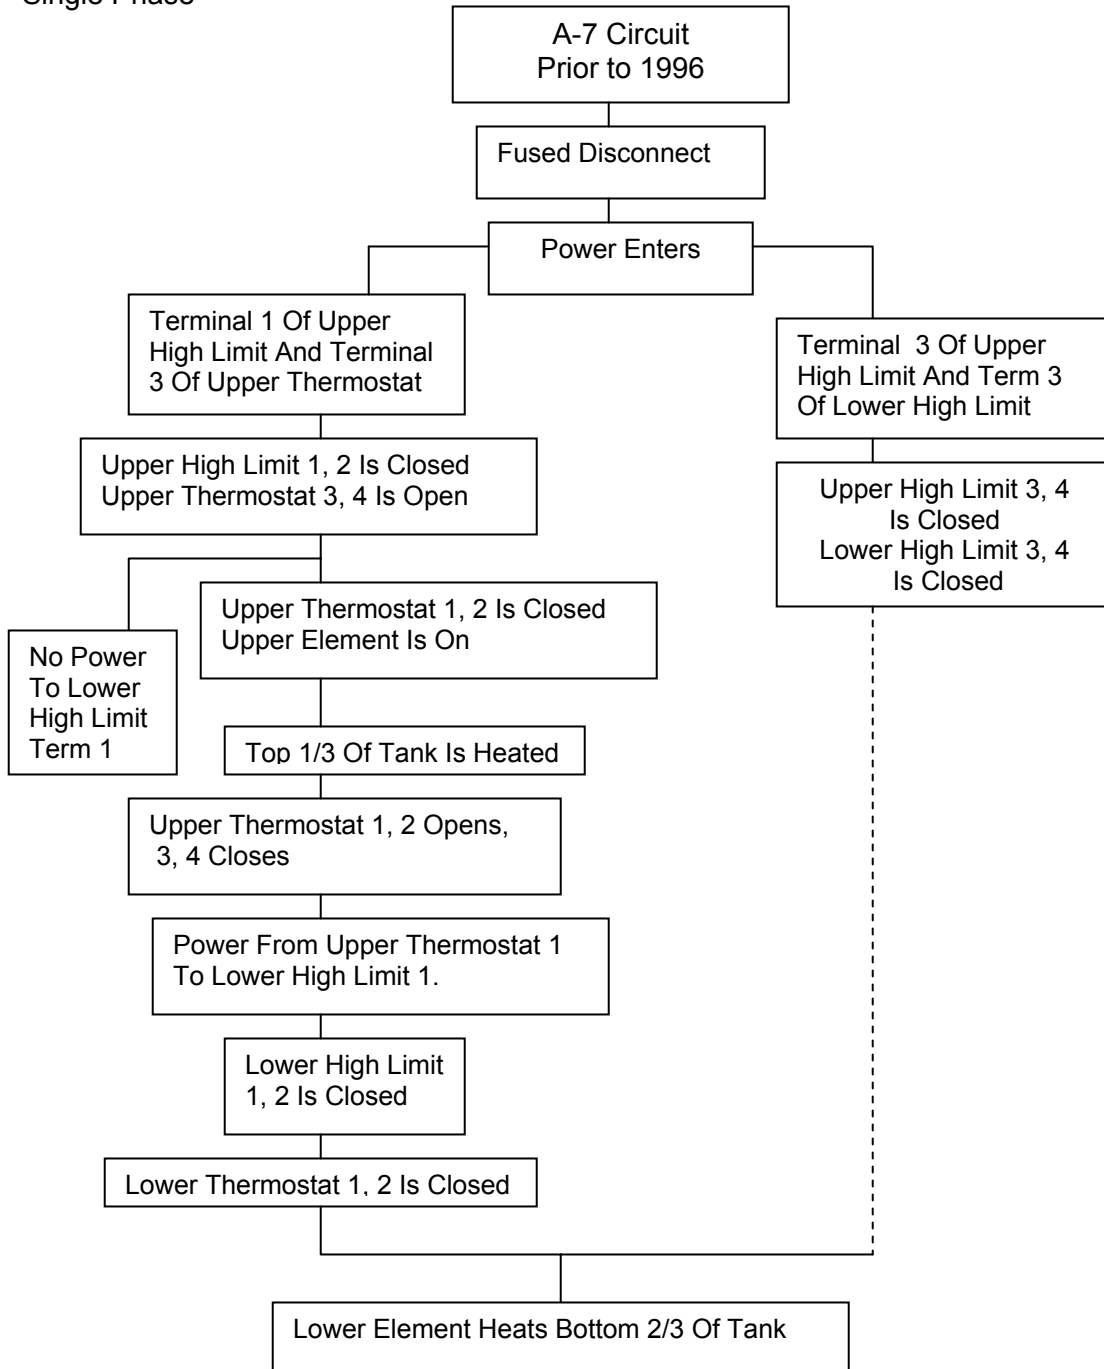 Single Phase
A-7 Circuit
Prior to 1996
Fused Disconnect
Power Enters
Terminal 1 Of Upper
High Limit And Terminal
3 Of Upper Thermostat
Terminal 3 Of Upper
High Limit And Term 3
Of Lower High Limit
Upper High Limit 1, 2 Is Closed
Upper Thermostat 3, 4 Is Open
Upper High Limit 3, 4
Is Closed
Lower High Limit 3, 4
Is Closed
Upper Thermostat 1, 2 Is Closed
Upper Element Is On
No Power
To Lower
High Limit
Term 1
Top 1/3 Of Tank Is Heated
Upper Thermostat 1, 2 Opens,
3, 4 Closes
Power From Upper Thermostat 1
To Lower High Limit 1.
Lower High Limit
1, 2 Is Closed
Lower Thermostat 1, 2 Is Closed
Lower Element Heats Bottom 2/3 Of Tank